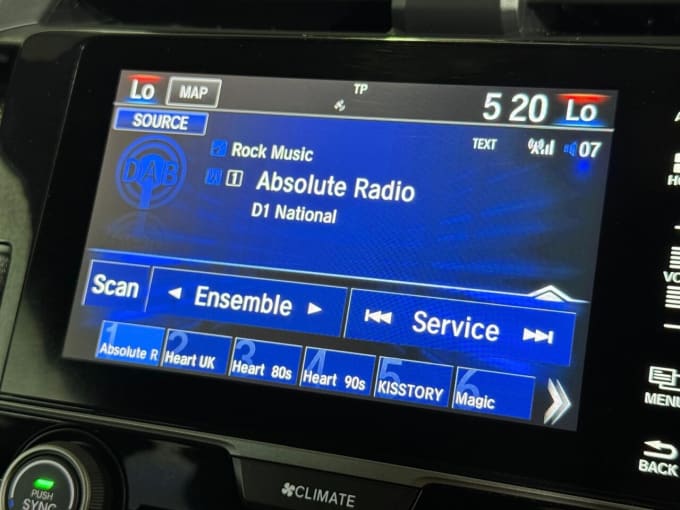 Lo MAP TP 5 20 Lo
SOURCE
TEXT 07
DAB
Rock Music
1 Absolute Radio
D1 National
Scan Ensemble Service
1 Absolute R 2 Heart UK 3 Heart 80s 4 Heart 90s 5 KISSTORY 6 Magic
MENU
BACK
PUSH
SYNC
CLIMATE